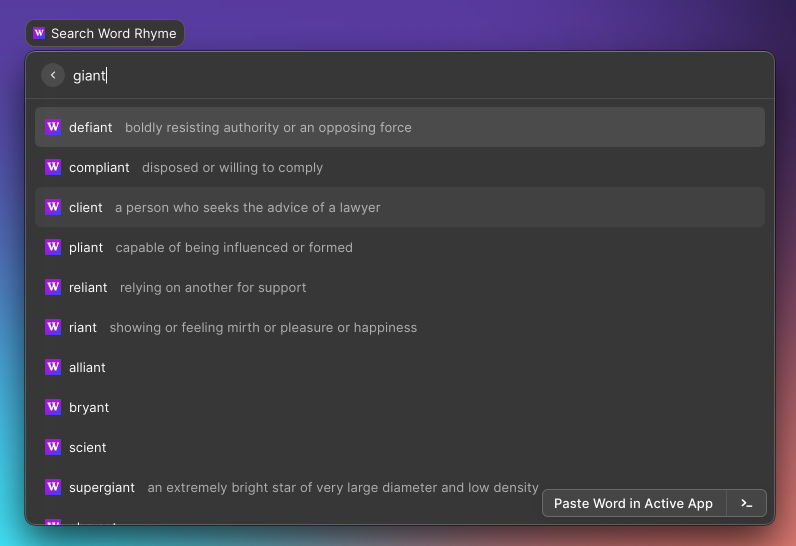 W Search Word Rhyme
giant
W defiant boldly resisting authority or an opposing force
W compliant disposed or willing to comply
W client a person who seeks the advice of a lawyer
W pliant capable of being influenced or formed
W reliant relying on another for support
W riant showing or feeling mirth or pleasure or happiness
W alliant
W bryant
W scient
W supergiant an extremely bright star of very large diameter and low density
Paste Word in Active App >_